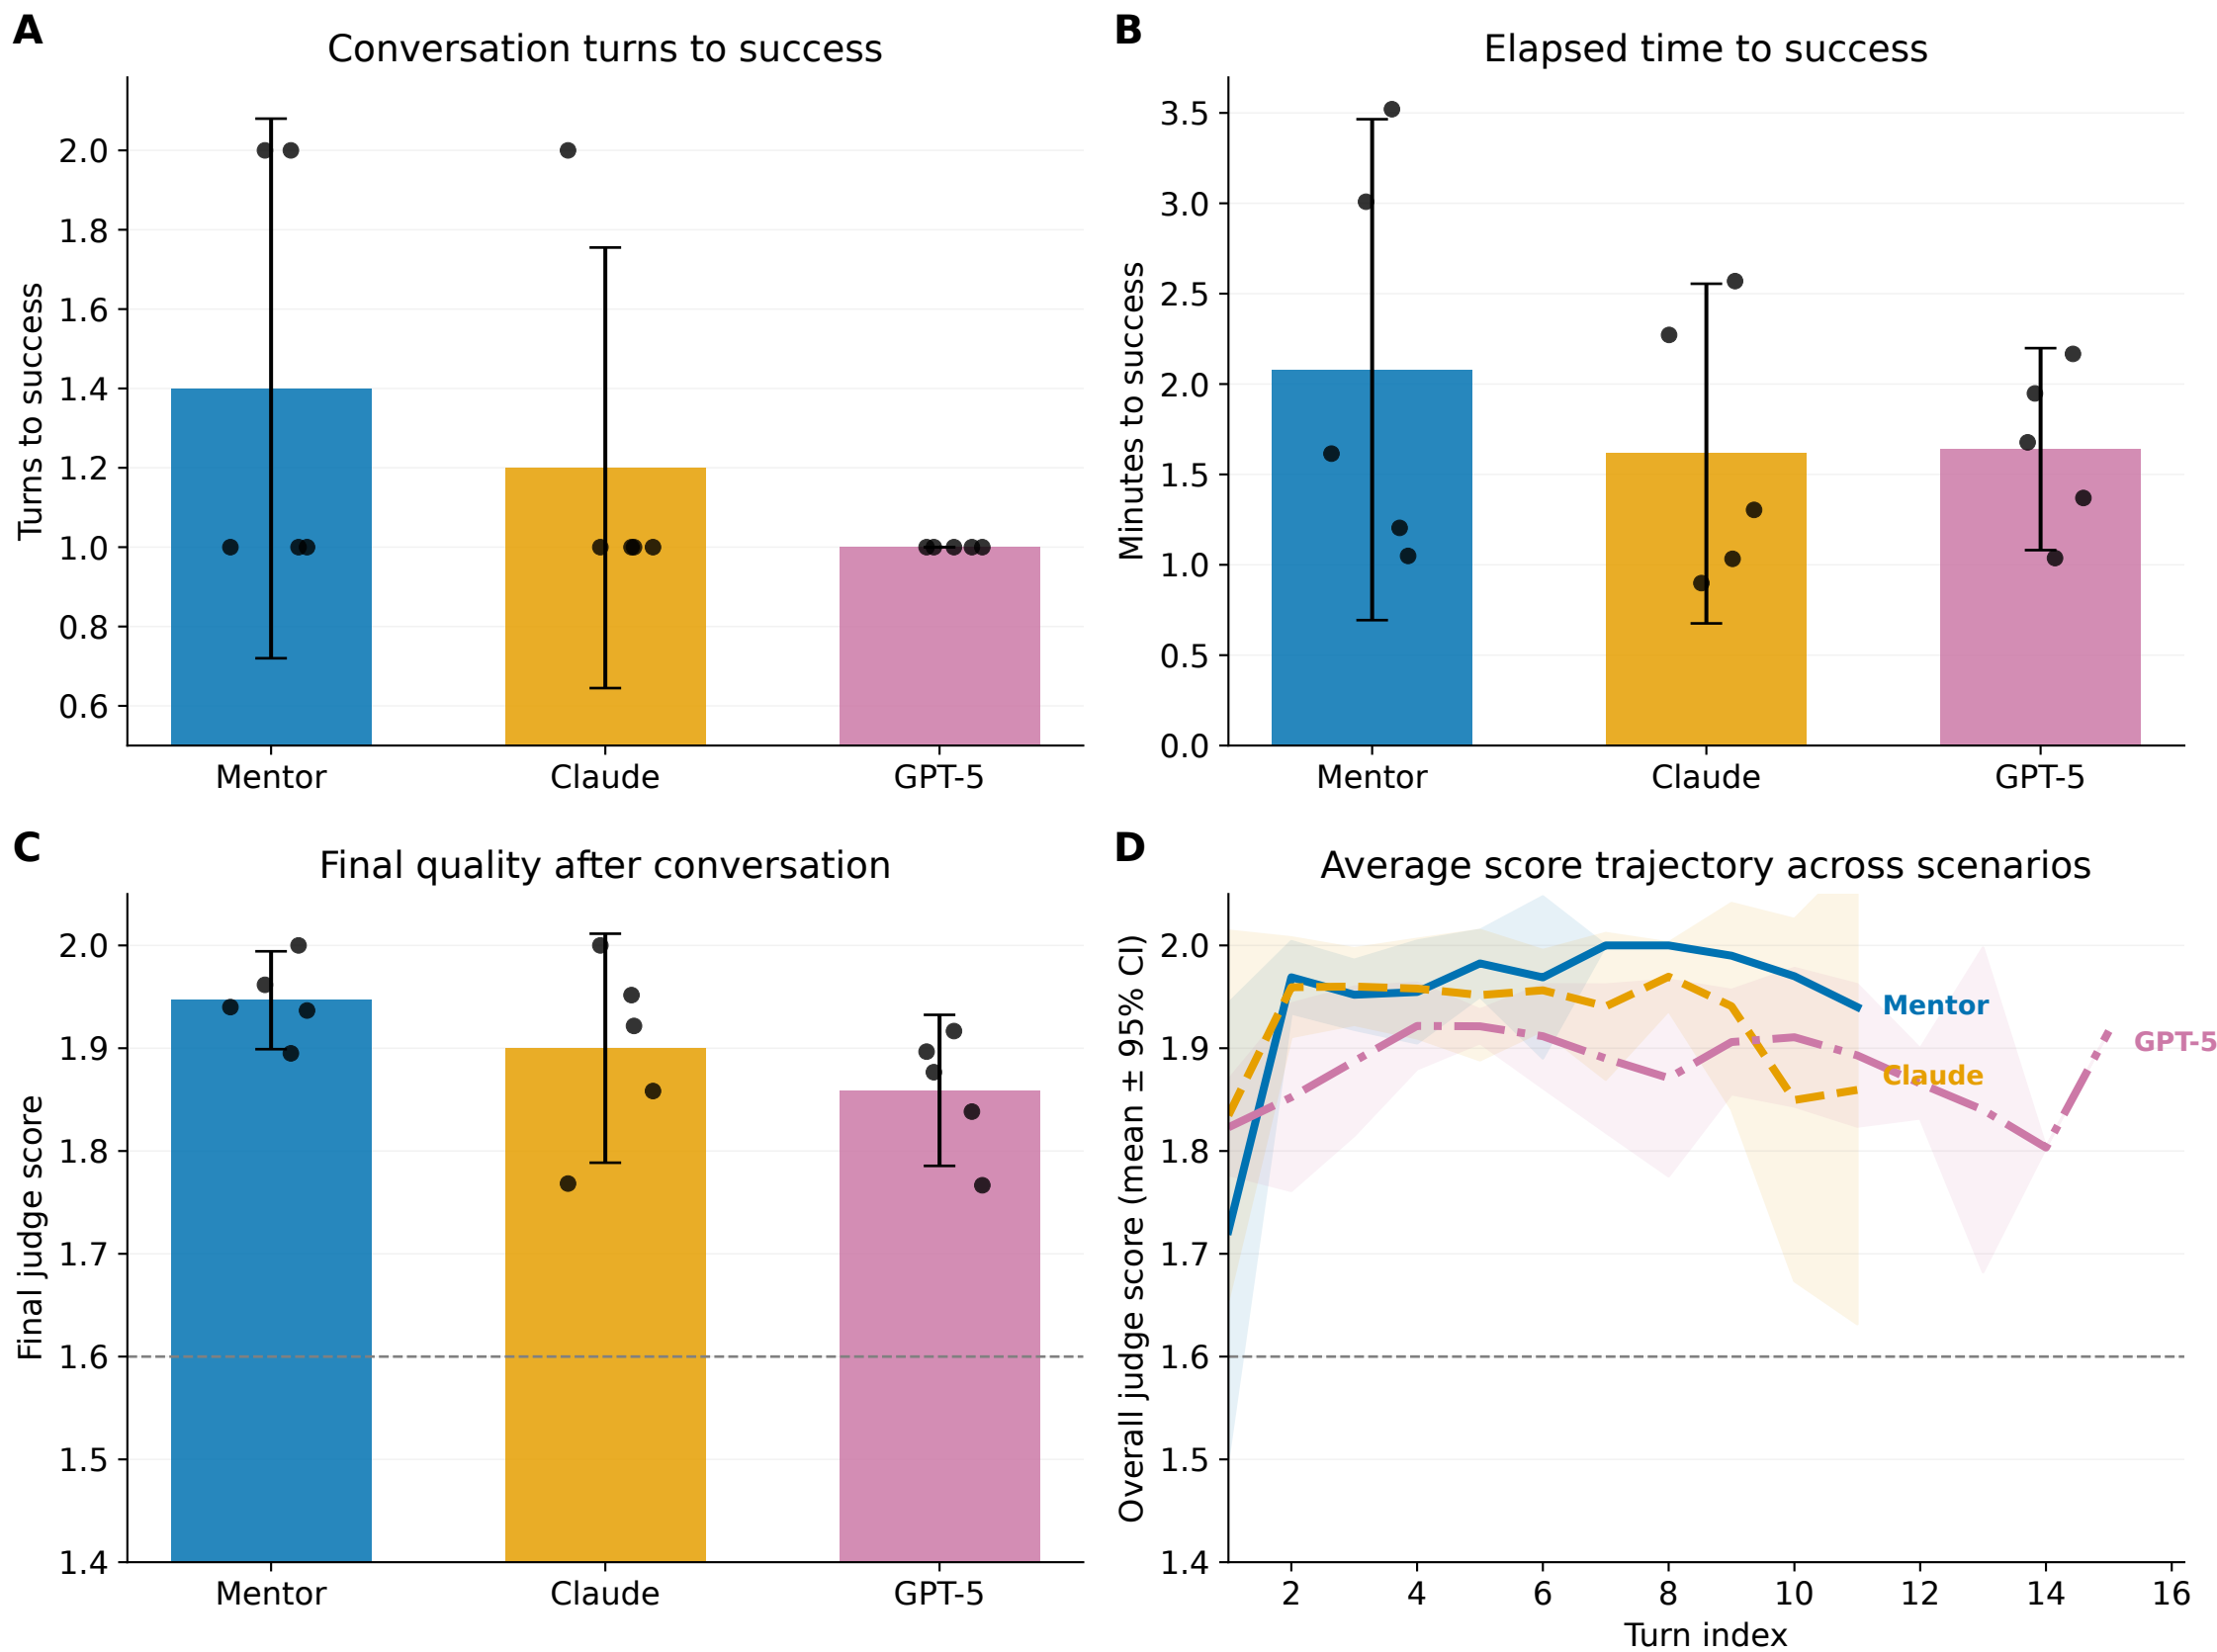 A
Conversation turns to success
Turns to success
2.0
1.8
1.6
1.4
1.2
1.0
0.8
0.6
Mentor
Claude
GPT-5
B
Elapsed time to success
Minutes to success
3.5
3.0
2.5
2.0
1.5
1.0
0.5
0.0
Mentor
Claude
GPT-5
C
Final quality after conversation
Final judge score
2.0
1.9
1.8
1.7
1.6
1.5
1.4
Mentor
Claude
GPT-5
D
Average score trajectory across scenarios
Overall judge score (mean ± 95% CI)
2.0
1.9
1.8
1.7
1.6
1.5
1.4
Mentor
GPT-5
Claude
2
4
6
8
10
12
14
16
Turn index